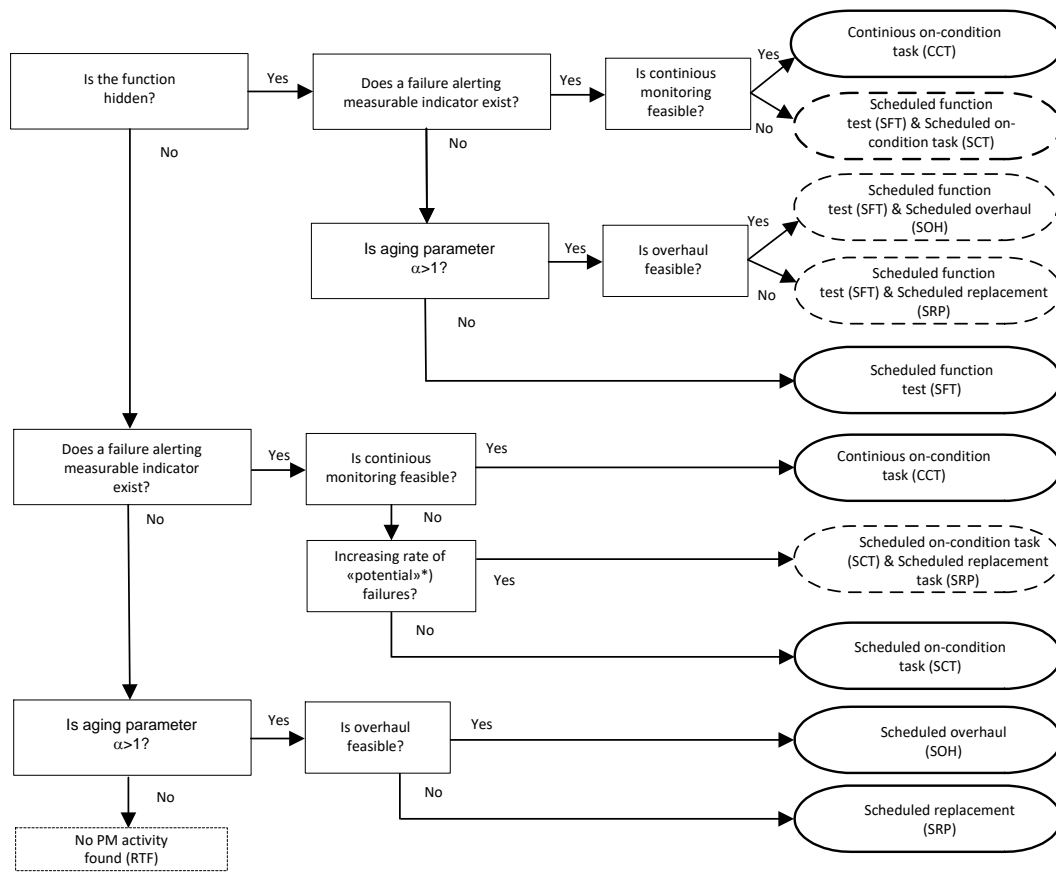 Is the function
hidden?
Yes
Does a failure alerting
measurable indicator exist?
Yes
Is continious
monitoring
feasible?
Yes
Continious on-condition
task (CCT)
No
Scheduled function
test (SFT) & Scheduled on-
condition task (SCT)
No
No
Is aging parameter
α>1?
Yes
Is overhaul
feasible?
Yes
Scheduled function
test (SFT) & Scheduled overhaul
(SOH)
No
Scheduled function
test (SFT) & Scheduled replacement
(SRP)
No
Scheduled function
test (SFT)
Does a failure alerting
measurable indicator
exist?
Yes
Is continious
monitoring feasible?
Yes
Continious on-condition
task (CCT)
No
No
Increasing rate of
«potential»*)
failures?
Yes
Scheduled on-condition task
(SCT) & Scheduled replacement
task (SRP)
No
Scheduled on-condition
task (SCT)
Is aging parameter
α>1?
Yes
Is overhaul
feasible?
Yes
Scheduled overhaul
(SOH)
No
No
Scheduled replacement
(SRP)
No PM activity
found (RTF)